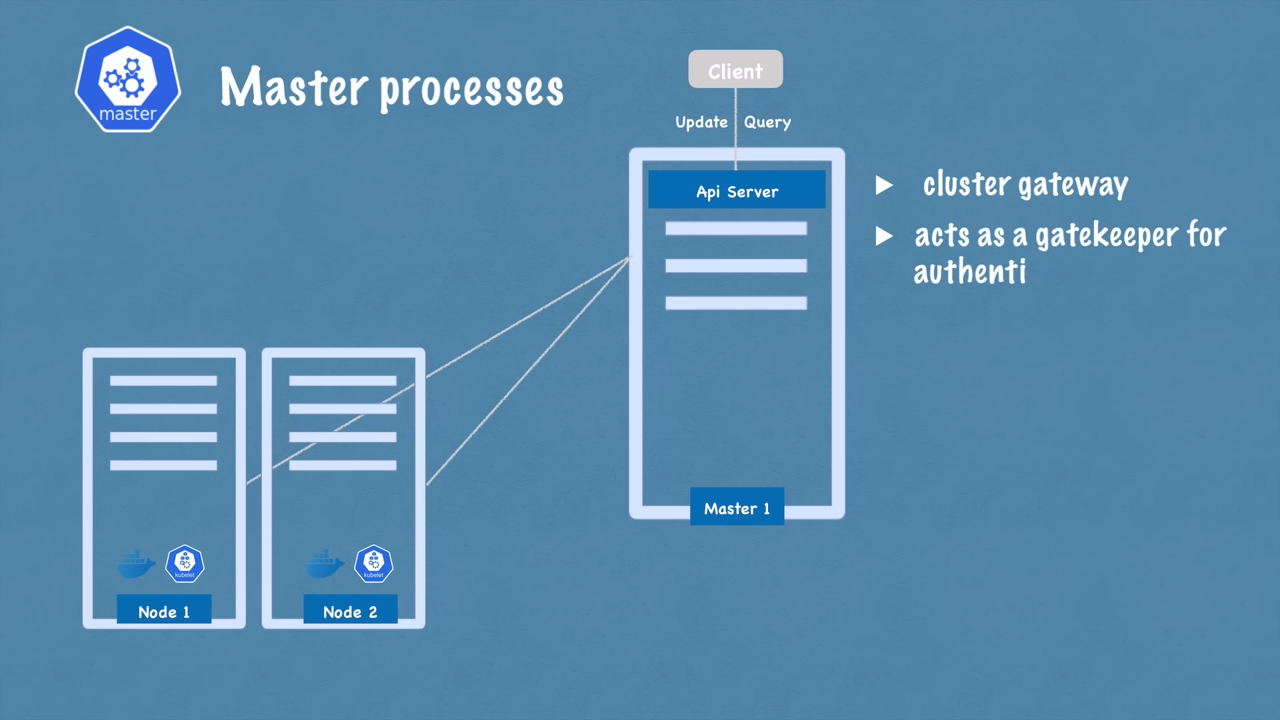 master
Master processes
Client
Update Query
Api Server
cluster gateway
acts as a gatekeeper for
authenti
Master 1
kubelet
kubelet
Node 1
Node 2